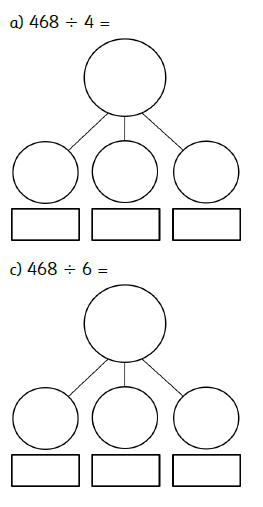 a) 468 ÷ 4 =
c) 468 ÷ 6 =